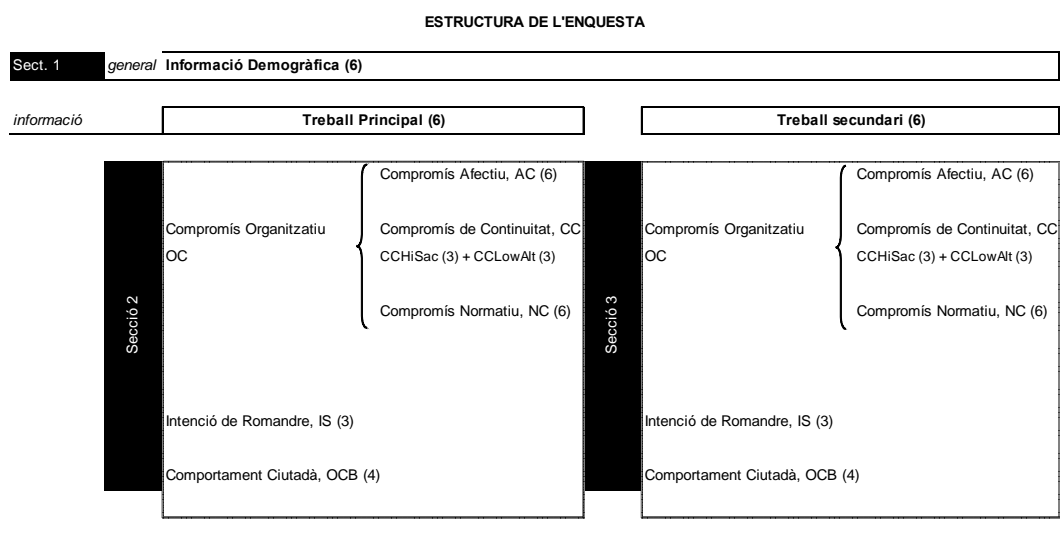 ESTRUCTURA DE L'ENQUESTA
Sect. 1 general Informació Demogràfica (6)
informació Treball Principal (6) Treball secundari (6)
Secció 2
Compromís Organitzatiu
OC
Compromís Afectiu, AC (6)
Compromís de Continuitat, CC
CCHiSac (3) + CCLowAlt (3)
Compromís Normatiu, NC (6)
Intenció de Romandre, IS (3)
Comportament Ciutadà, OCB (4)
Secció 3
Compromís Organitzatiu
OC
Compromís Afectiu, AC (6)
Compromís de Continuitat, CC
CCHiSac (3) + CCLowAlt (3)
Compromís Normatiu, NC (6)
Intenció de Romandre, IS (3)
Comportament Ciutadà, OCB (4)